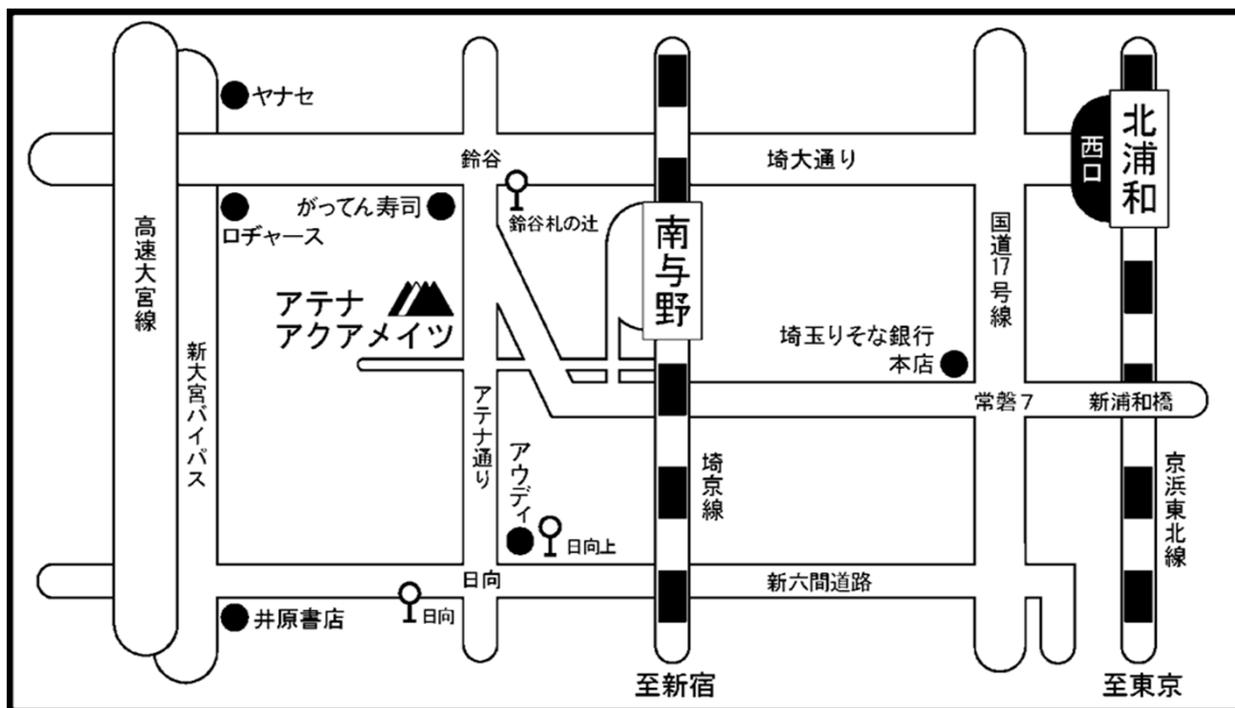 ヤナセ
北浦和
西口
鈴谷
埼大通り
がってん寿司
鈴谷札の辻
ロヂャース
南与野
高速大宮線
国道17号線
アテナ
アクアメイツ
埼玉りそな銀行
本店
新大宮バイパス
アテナ通り
常磐7
新浦和橋
アウディ
埼京線
京浜東北線
日向上
日向
新六間道路
井原書店
日向
至新宿
至東京